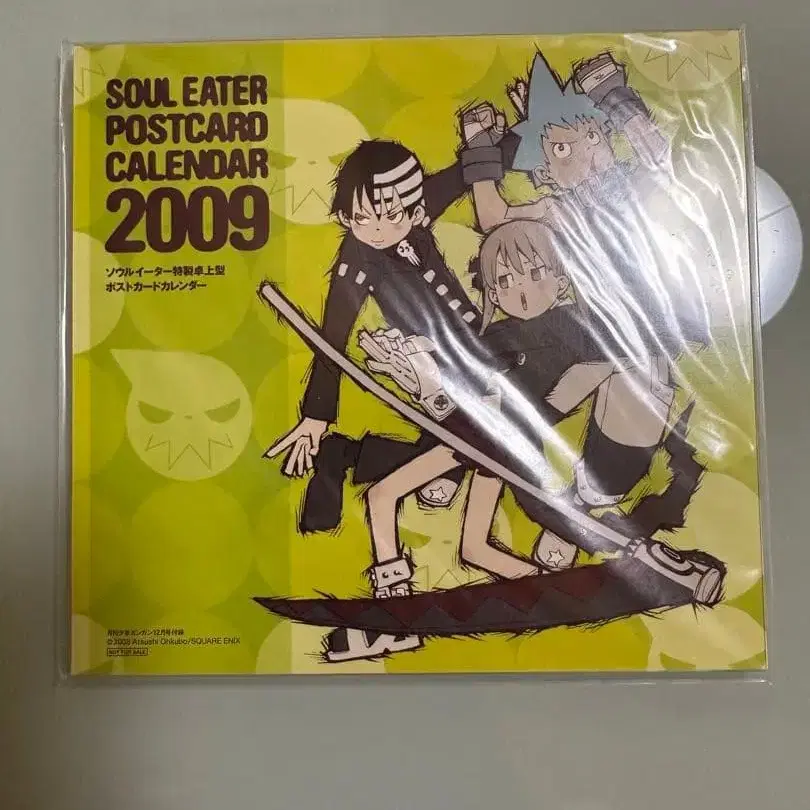 SOUL EATER
POSTCARD
CALENDAR
2009
ソウルイーター特製卓上型
ポストカードカレンダー
月刊少年ガンガン12月号付録
©2008 Atsushi Ohkubo/SQUARE ENIX
NOT FOR SALE